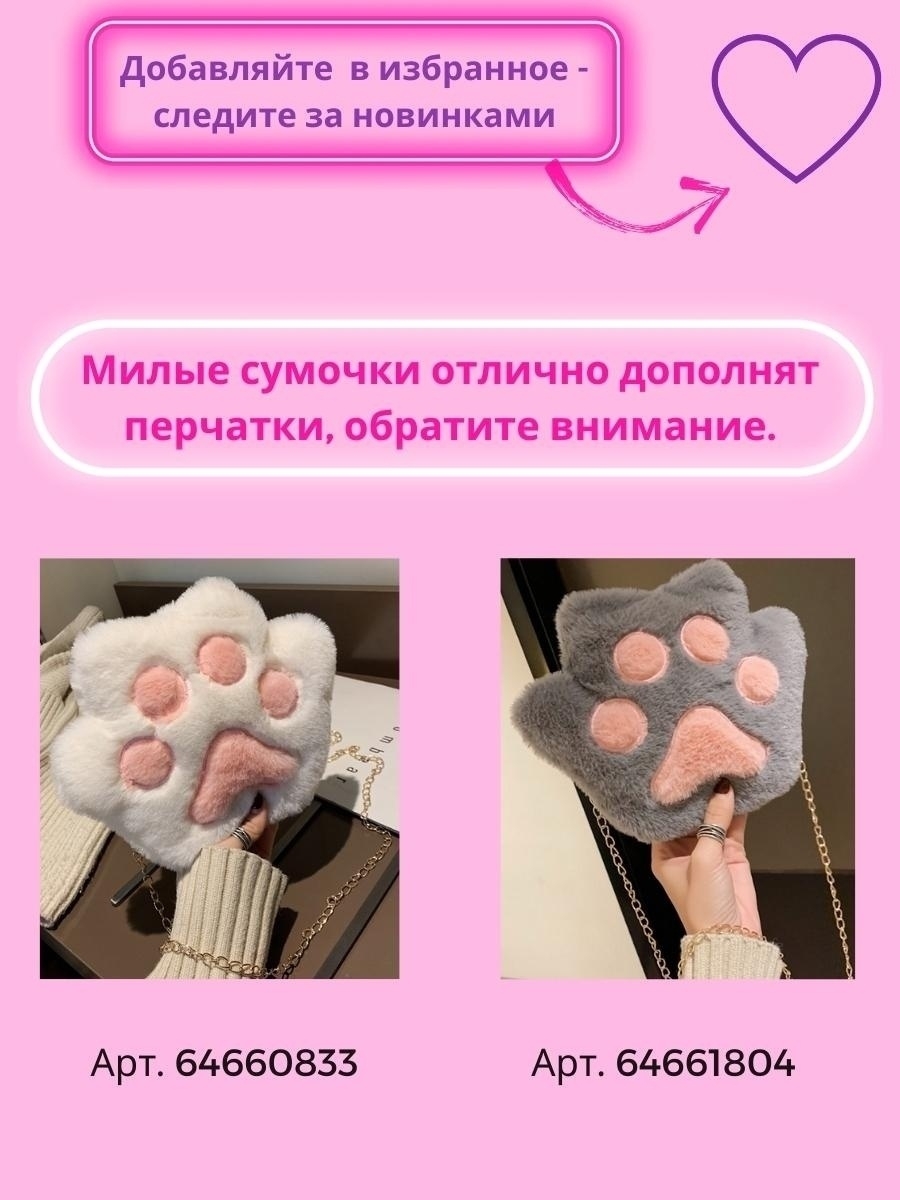 Добавляйте в избранное -
следите за новинками
Милые сумочки отлично дополнят
перчатки, обратите внимание.
Арт. 64660833
Арт. 64661804